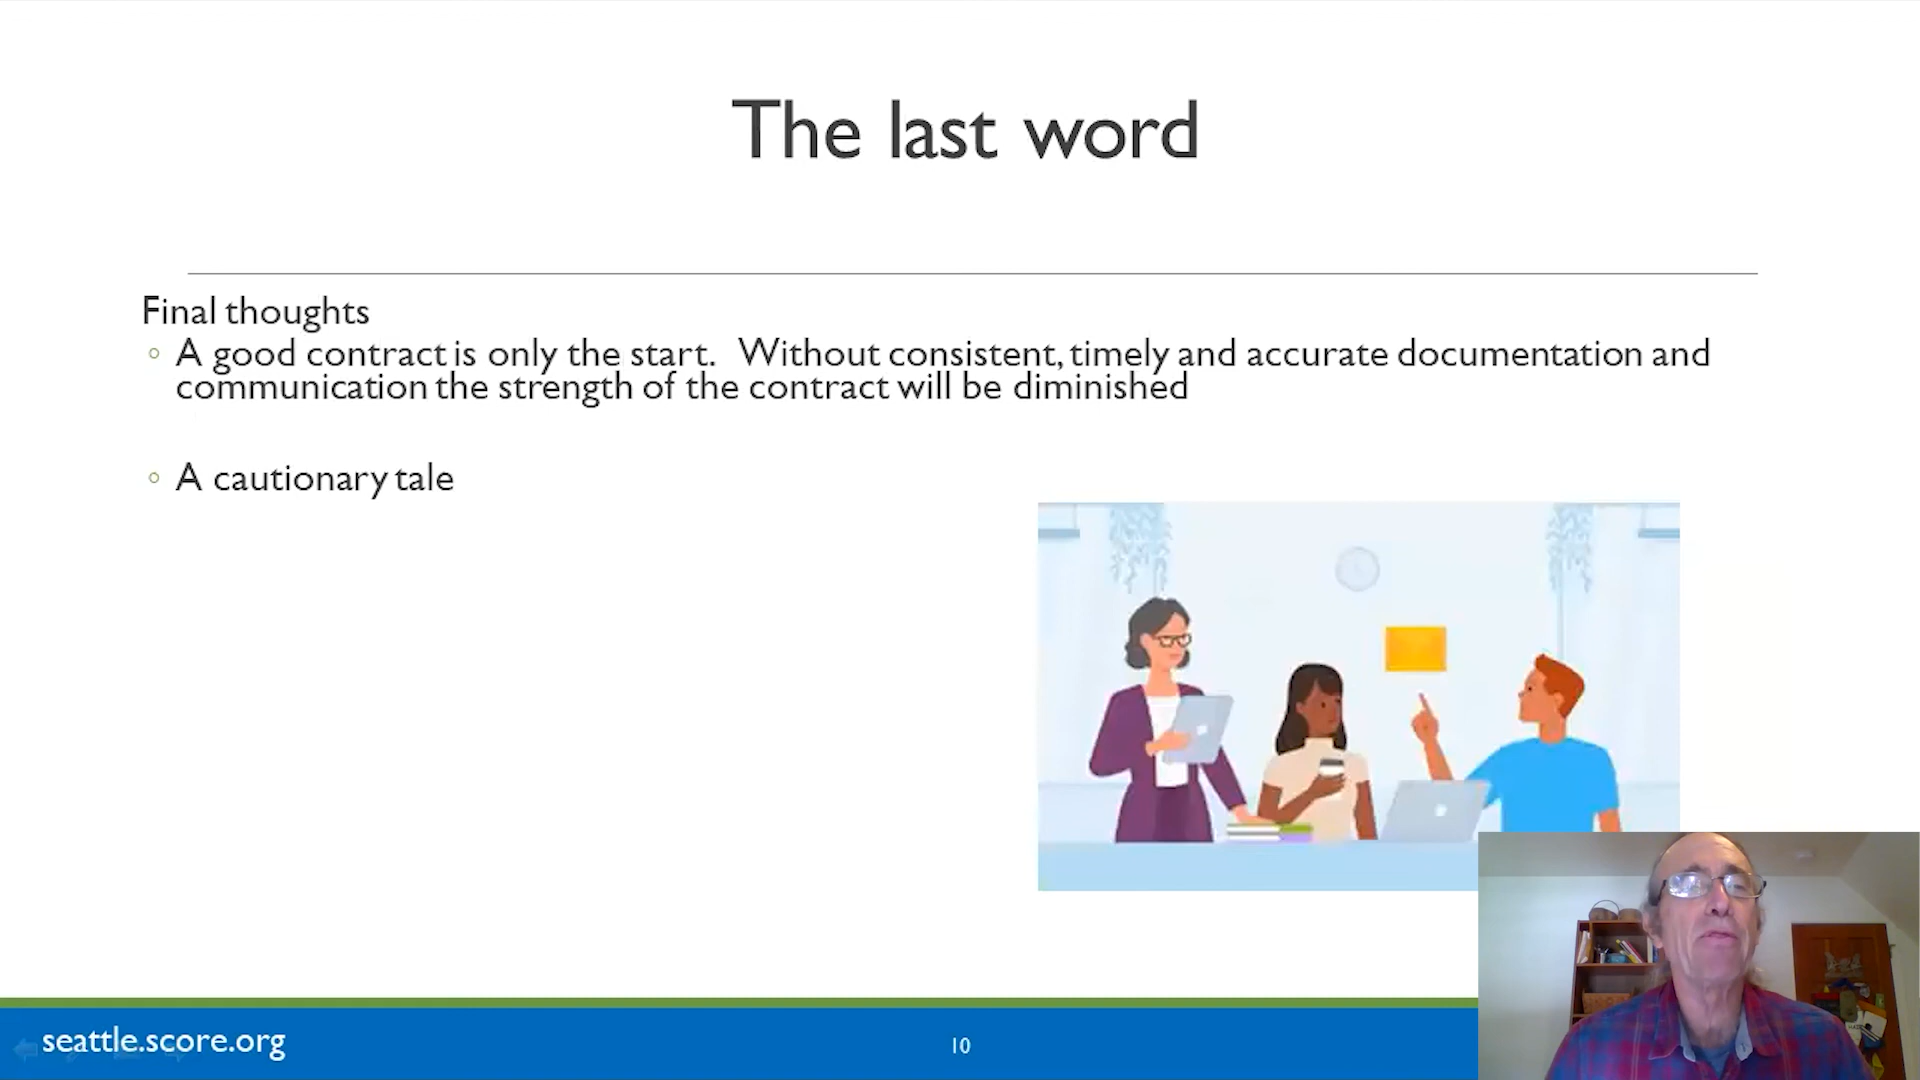 The last word
Final thoughts
◦ A good contract is only the start.  Without consistent, timely and accurate documentation and
communication the strength of the contract will be diminished
◦ A cautionary tale
seattle.score.org
10